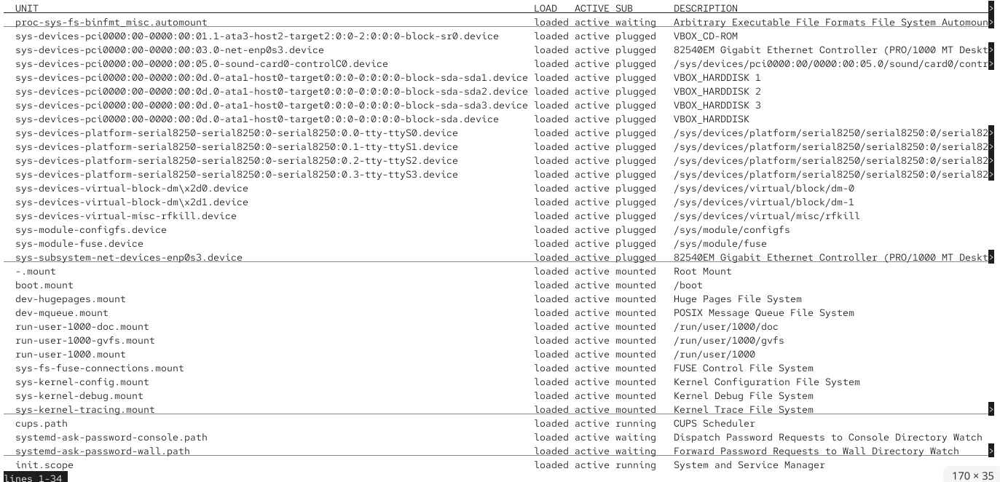 UNIT LOAD ACTIVE SUB DESCRIPTION >
proc-sys-fs-binfmt_misc.automount loaded active waiting Arbitrary Executable File Formats File System Automoun>
sys-devices-pci0000:00-0000:00:01.1-ata3-host2-target2:0:0-2:0:0:0-block-sr0.device loaded active plugged VBOX_CD-ROM
sys-devices-pci0000:00-0000:00:03.0-net-enp0s3.device loaded active plugged 82540EM Gigabit Ethernet Controller (PRO/1000 MT Deskt>
sys-devices-pci0000:00-0000:00:05.0-sound-card0-controlC0.device loaded active plugged /sys/devices/pci0000:00/0000:00:05.0/sound/card0/contr>
sys-devices-pci0000:00-0000:00:0d.0-ata1-host0-target0:0:0-0:0:0:0-block-sda-sda1.device loaded active plugged VBOX_HARDDISK 1
sys-devices-pci0000:00-0000:00:0d.0-ata1-host0-target0:0:0-0:0:0:0-block-sda-sda2.device loaded active plugged VBOX_HARDDISK 2
sys-devices-pci0000:00-0000:00:0d.0-ata1-host0-target0:0:0-0:0:0:0-block-sda-sda3.device loaded active plugged VBOX_HARDDISK 3
sys-devices-pci0000:00-0000:00:0d.0-ata1-host0-target0:0:0-0:0:0:0-block-sda.device loaded active plugged VBOX_HARDDISK
sys-devices-platform-serial8250-serial8250:0-serial8250:0.0-tty-ttyS0.device loaded active plugged /sys/devices/platform/serial8250/serial8250:0/serial82>
sys-devices-platform-serial8250-serial8250:0-serial8250:0.1-tty-ttyS1.device loaded active plugged /sys/devices/platform/serial8250/serial8250:0/serial82>
sys-devices-platform-serial8250-serial8250:0-serial8250:0.2-tty-ttyS2.device loaded active plugged /sys/devices/platform/serial8250/serial8250:0/serial82>
sys-devices-platform-serial8250-serial8250:0-serial8250:0.3-tty-ttyS3.device loaded active plugged /sys/devices/platform/serial8250/serial8250:0/serial82>
sys-devices-virtual-block-dm\x2d0.device loaded active plugged /sys/devices/virtual/block/dm-0
sys-devices-virtual-block-dm\x2d1.device loaded active plugged /sys/devices/virtual/block/dm-1
sys-devices-virtual-misc-rfkill.device loaded active plugged /sys/devices/virtual/misc/rfkill
sys-module-configfs.device loaded active plugged /sys/module/configfs
sys-module-fuse.device loaded active plugged /sys/module/fuse
sys-subsystem-net-devices-enp0s3.device loaded active plugged 82540EM Gigabit Ethernet Controller (PRO/1000 MT Deskt>
-.mount loaded active mounted Root Mount
boot.mount loaded active mounted /boot
dev-hugepages.mount loaded active mounted Huge Pages File System
dev-mqueue.mount loaded active mounted POSIX Message Queue File System
run-user-1000-doc.mount loaded active mounted /run/user/1000/doc
run-user-1000-gvfs.mount loaded active mounted /run/user/1000/gvfs
run-user-1000.mount loaded active mounted /run/user/1000
sys-fs-fuse-connections.mount loaded active mounted FUSE Control File System
sys-kernel-config.mount loaded active mounted Kernel Configuration File System
sys-kernel-debug.mount loaded active mounted Kernel Debug File System
sys-kernel-tracing.mount loaded active mounted Kernel Trace File System >
cups.path loaded active running CUPS Scheduler
systemd-ask-password-console.path loaded active waiting Dispatch Password Requests to Console Directory Watch
systemd-ask-password-wall.path loaded active waiting Forward Password Requests to Wall Directory Watch >
init.scope loaded active running System and Service Manager
lines 1-34
170 × 35